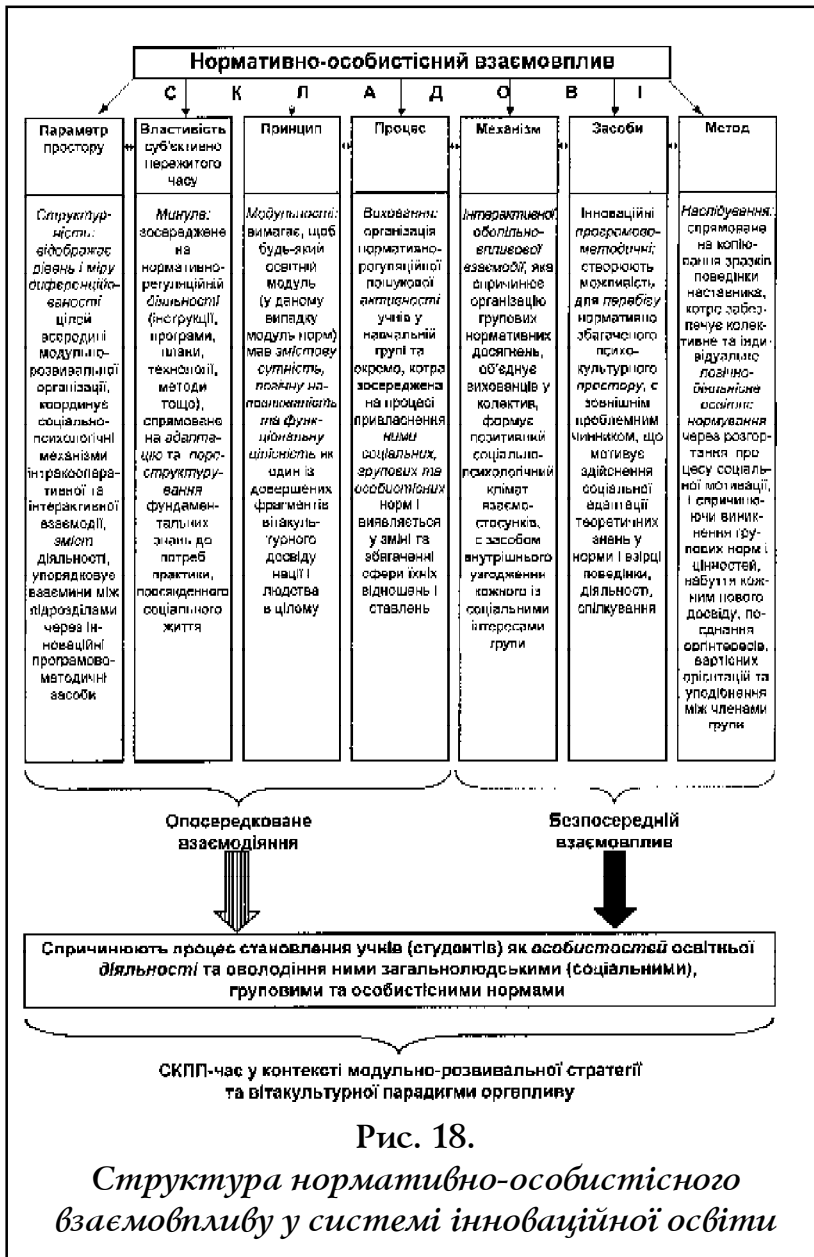 Нормативно-особистісний взаємовплив
С К Л А Д О В І
Параметр
простору
Структур-
ність:
відображає
рівень і міру
диференційо-
ваності
цілей
всередині
модульно-
розвивальної
організації,
координує
соціально-
психологічні
механізми
інтракоопера-
тивної та
інтерактивної
взаємодії,
зміст
діяльності,
упорядковує
взаємини між
підрозділами
через ін-
новаційні
програмово-
методичні
засоби
Властивість
суб'єктивно
пережитого
часу
Минуле:
зосереджене
на
нормативно-
регуляційній
діяльності
(інструкції,
програми,
плани,
технології,
методи
тощо),
спрямоване
на адапта-
цію та пере-
структуру-
вання
фундамен-
тальних
знань до
потреб
практики,
повсякденного
соціального
життя
Принцип
Модульності:
вимагає, щоб
будь-який
освітній
модуль
(у даному
випадку
модуль норм)
мав змістову
сутність,
логічну на-
повнюваність
та функ-
ціональну
цілісність як
один із
довершених
фрагментів
вітакуль-
турного
досвіду
нації і
людства
в цілому
Процес
Виховання:
організація
нормативно-
регуляційної
пошукової
активності
учнів у
навчальній
групі та
окремо, котра
зосереджена
на процесі
привласнення
ними
соціальних,
групових та
особистісних
норм і
виявляється
у зміні та
збагаченні
сфери їхніх
відношень і
ставлень
Механізм
Інтерактивної
обопільно-
впливової
взаємодії, яка
спричинює
організацію
групових
нормативних
досягнень,
об'єднує
вихованців у
колектив,
формує
позитивний
соціально-
психологічний
клімат
взаємо-
стосунків,
є засобом
внутрішнього
узгодження
кожного із
соціальними
інтересами
групи
Засоби
Інноваційні
програмово-
методичні:
створюють
можливість
для перебігу
нормативно
збагаченого
психо-
культурного
простору, є
зовнішнім
проблемним
чинником, що
мотивує
здійснення
соціальної
адаптації
теоретичних
знань у
норми і взірці
поведінки,
діяльності,
спілкування
Метод
Наслідування:
спрямоване
на копію-
вання зразків
поведінки
наставника,
котре забез-
печує колек-
тивне та інди-
відуальне
логічно-
діяльнісне
освітнє
нормування
через розгор-
тання про
цесу соціаль-
ної мотивації,
і спричиню-
ючи виник-
нення гру-
пових норм і
цінностей,
набуття кож-
ним нового
досвіду, по-
єднання
оргінтересів,
вартісних
орієнтацій та
уподібнення
між членами
групи
Опосередковане
взаємодіяння
Безпосередній
взаємовплив
Спричинюють процес становлення учнів (студентів) як особистостей освітньої
діяльності та оволодіння ними загальнолюдськими (соціальними),
груповими та особистісними нормами
СКПП-час у контексті модульно-розвивальної стратегії
та вітакультурної парадигми оргвпливу
Рис. 18.
Структура нормативно-особистісного
взаємовпливу у системі інноваційної освіти